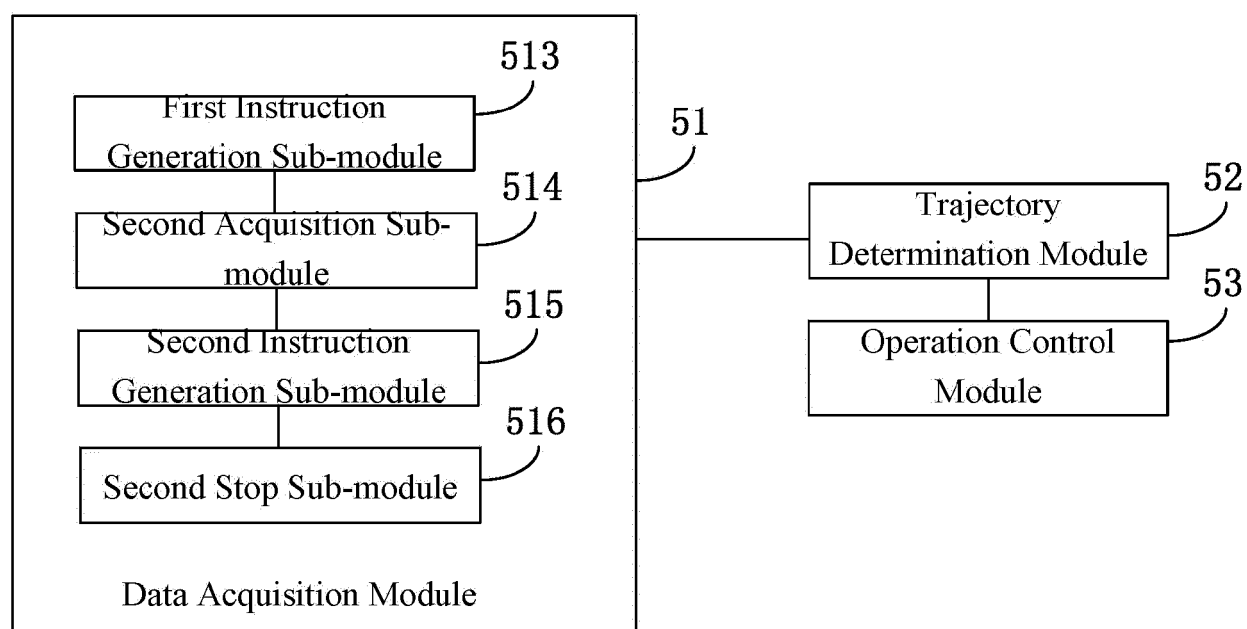 513
First Instruction
Generation Sub-module
514
Second Acquisition Sub-
module
515
Second Instruction
Generation Sub-module
516
Second Stop Sub-module
Data Acquisition Module
51
52
Trajectory
Determination Module
53
Operation Control
Module